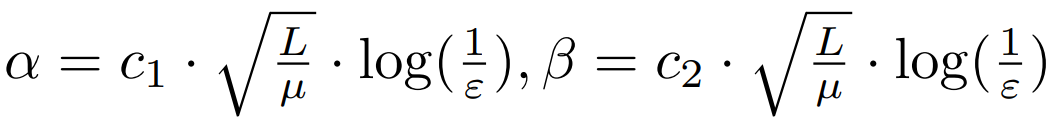 α = c₁ · √(L/μ) · log(1/ε), β = c₂ · √(L/μ) · log(1/ε)